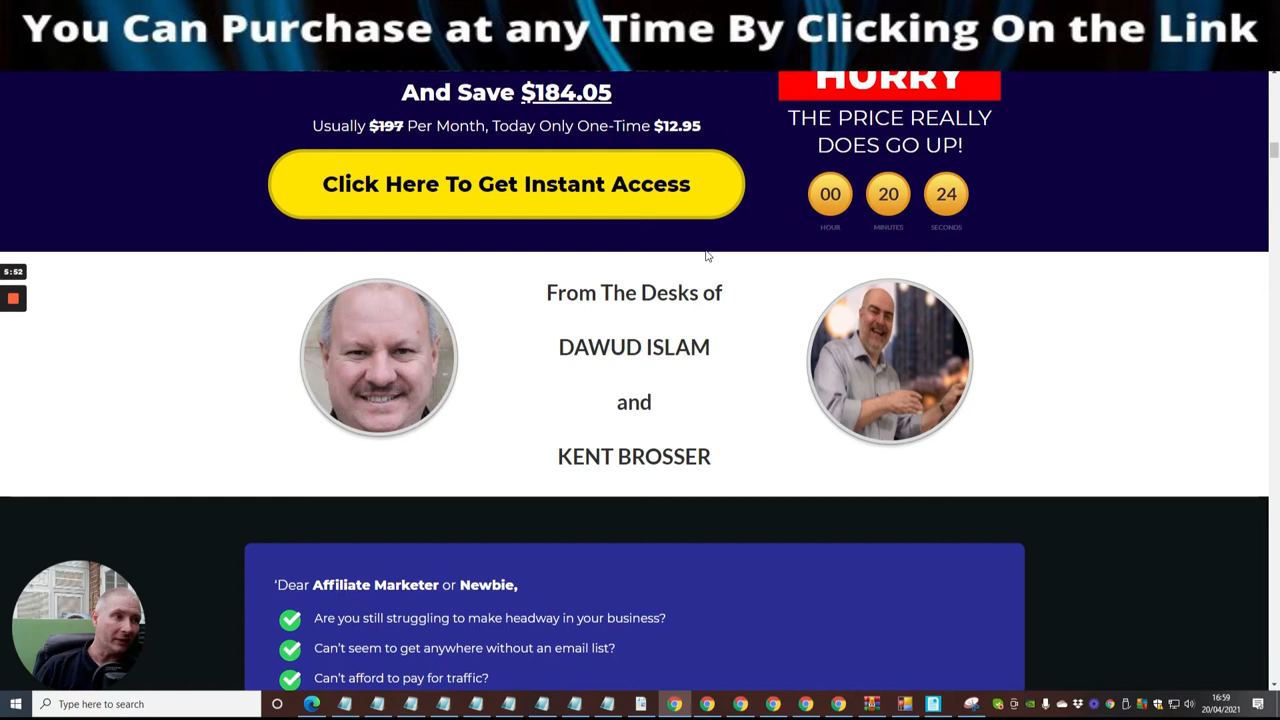 You Can Purchase at any Time By Clicking On the Link
And Save $184.05
Usually $197 Per Month, Today Only One-Time $12.95
Click Here To Get Instant Access
HURRY
THE PRICE REALLY
DOES GO UP!
00 20 24
HOUR MINUTES SECONDS
5:52
From The Desks of
DAWUD ISLAM
and
KENT BROSSER
‘Dear Affiliate Marketer or Newbie,
Are you still struggling to make headway in your business?
Can't seem to get anywhere without an email list?
Can't afford to pay for traffic?
Type here to search
16:59
20/04/2021